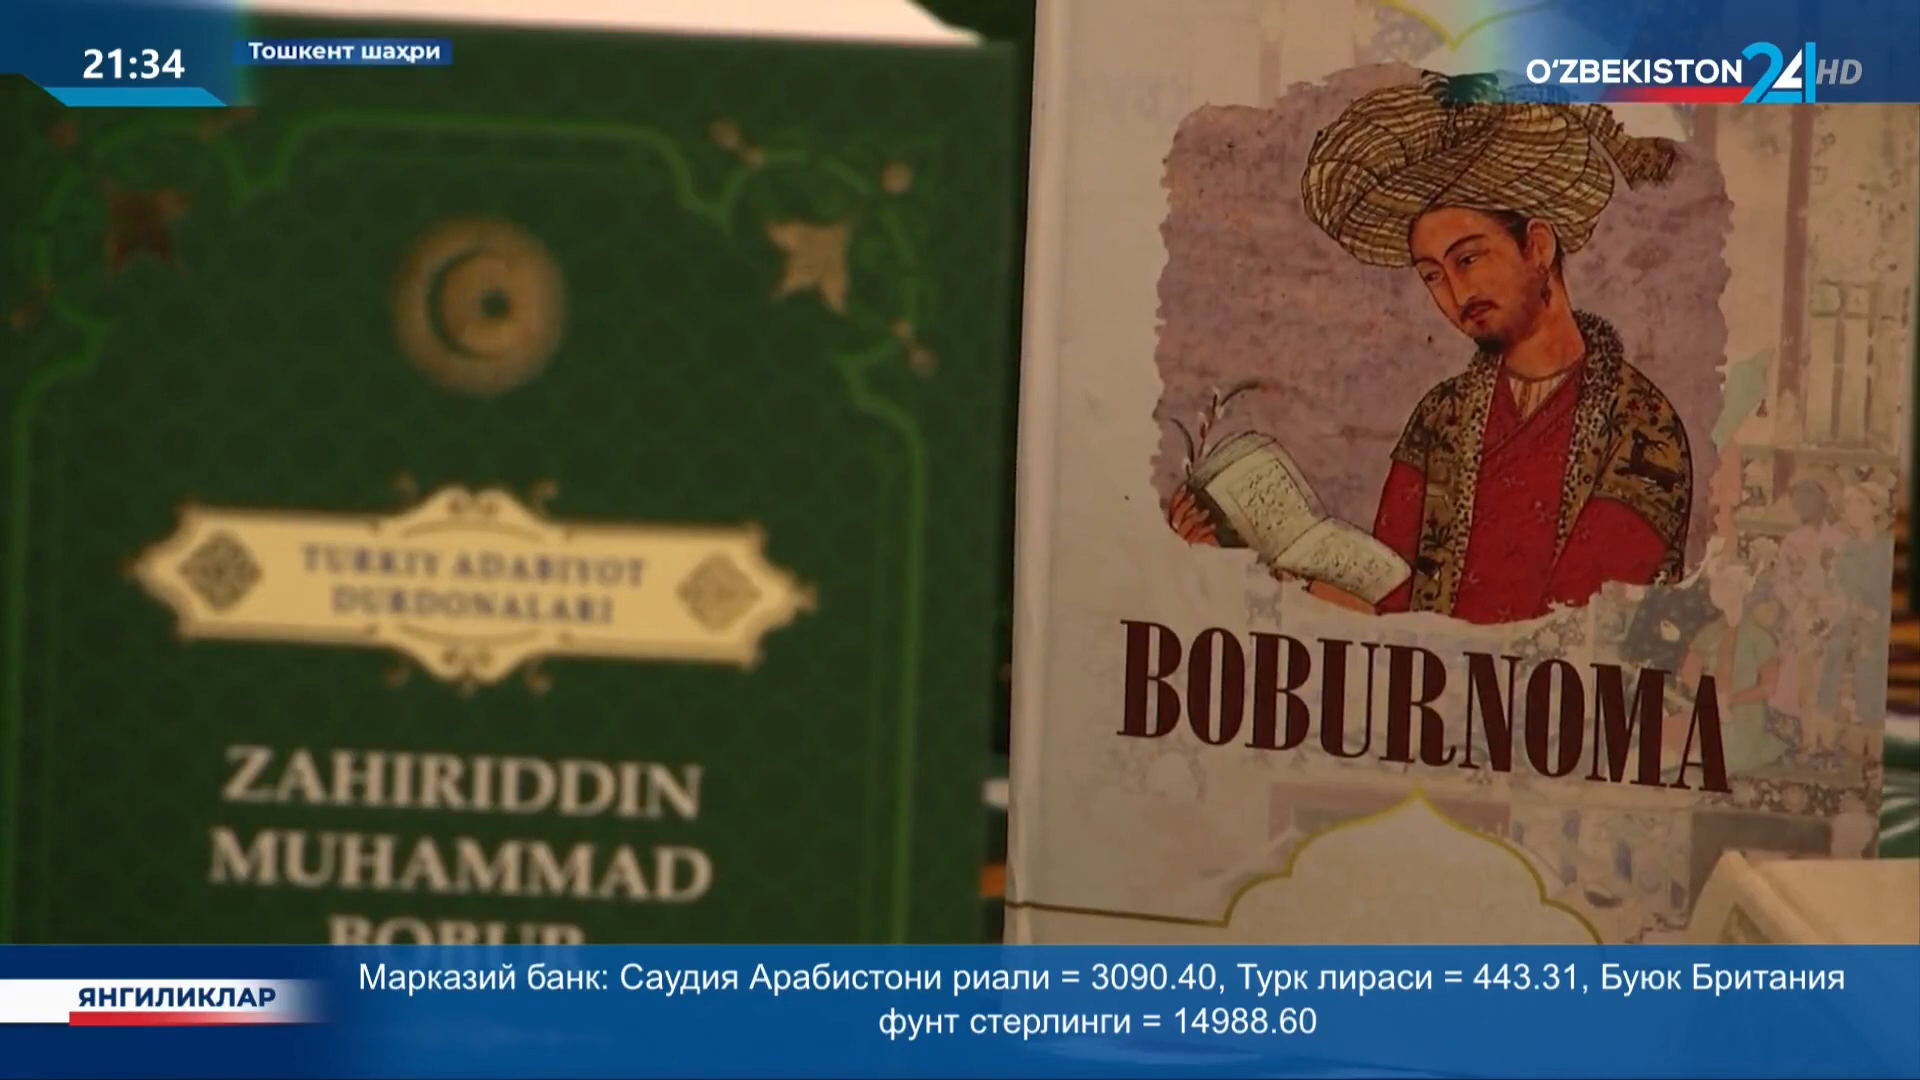 21:34
Тошкент шаҳри
O‘ZBEKISTON 24 HD
TURKIY ADABIYOT
DURDONALARI
ZAHIRIDDIN
MUHAMMAD
BOBUR
BOBURNOMA
ЯНГИЛИКЛАР
Марказий банк: Саудия Арабистони риали = 3090.40, Турк лираси = 443.31, Буюк Британия
фунт стерлинги = 14988.60